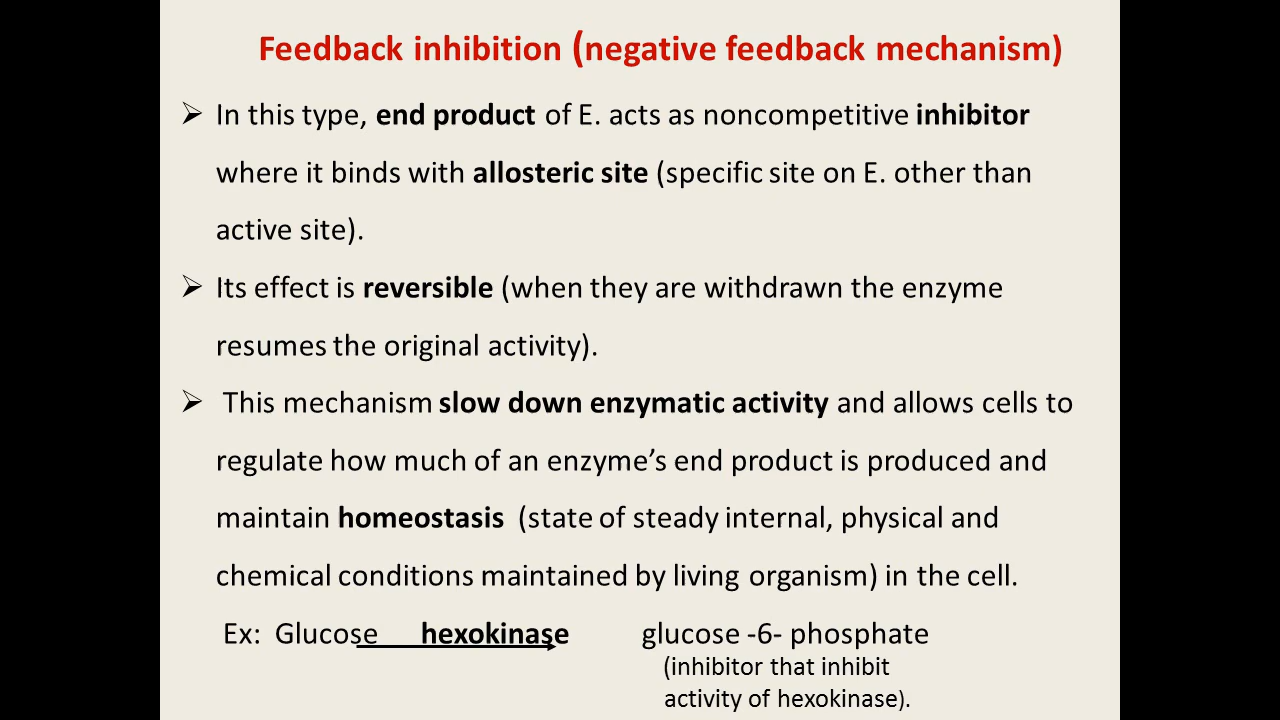 Feedback inhibition (negative feedback mechanism)
➢ In this type, end product of E. acts as noncompetitive inhibitor
where it binds with allosteric site (specific site on E. other than
active site).
➢ Its effect is reversible (when they are withdrawn the enzyme
resumes the original activity).
➢ This mechanism slow down enzymatic activity and allows cells to
regulate how much of an enzyme’s end product is produced and
maintain homeostasis (state of steady internal, physical and
chemical conditions maintained by living organism) in the cell.
Ex: Glucose hexokinase glucose -6- phosphate
(inhibitor that inhibit
activity of hexokinase).